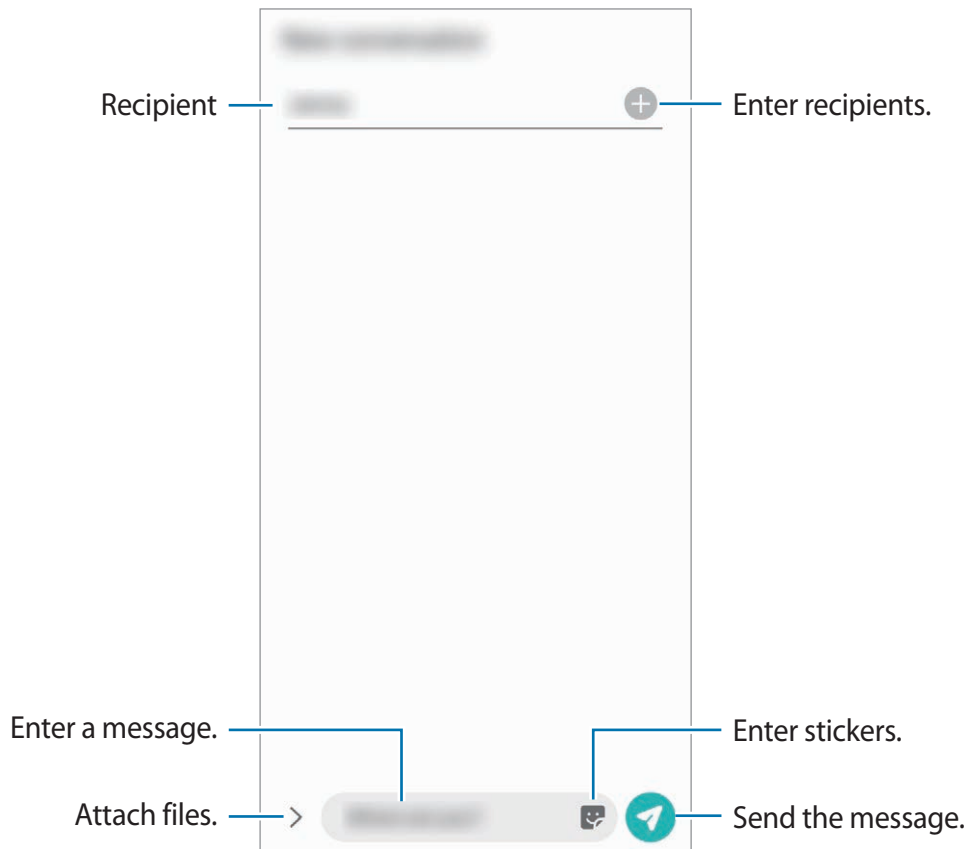 Recipient
Enter recipients.
Enter a message.
Enter stickers.
Attach files.
Send the message.